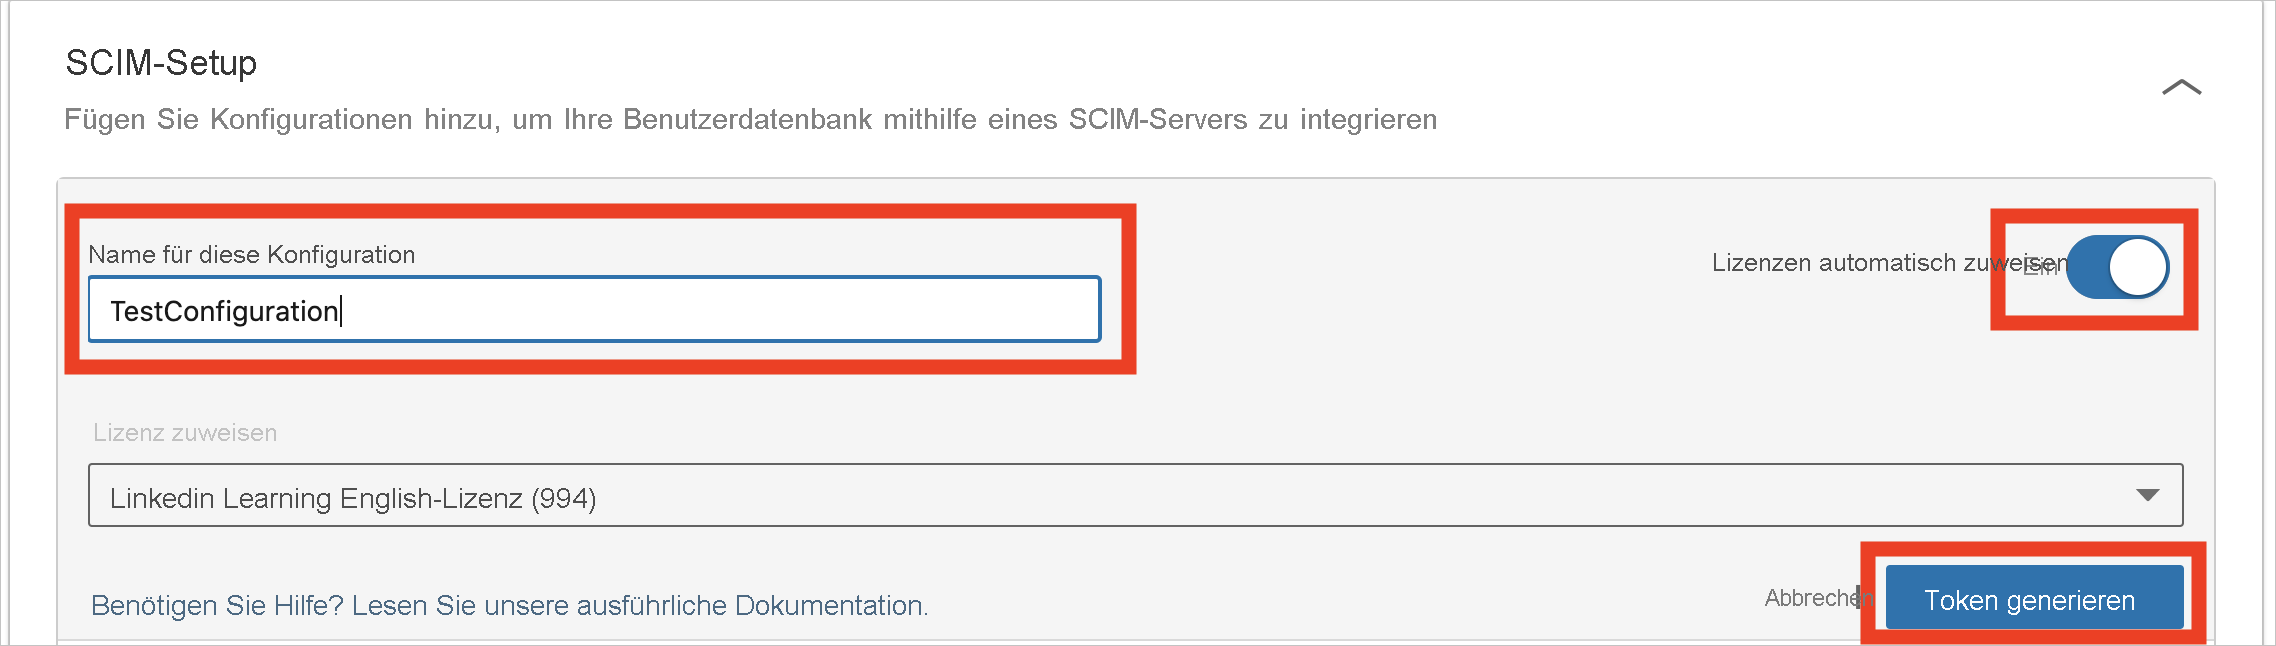 SCIM-Setup
Fügen Sie Konfigurationen hinzu, um Ihre Benutzerdatenbank mithilfe eines SCIM-Servers zu integrieren
Name für diese Konfiguration
Lizenzen automatisch zuweisen Ein
TestConfiguration
Lizenz zuweisen
Linkedin Learning English-Lizenz (994)
Benötigen Sie Hilfe? Lesen Sie unsere ausführliche Dokumentation.
Abbrechen Token generieren